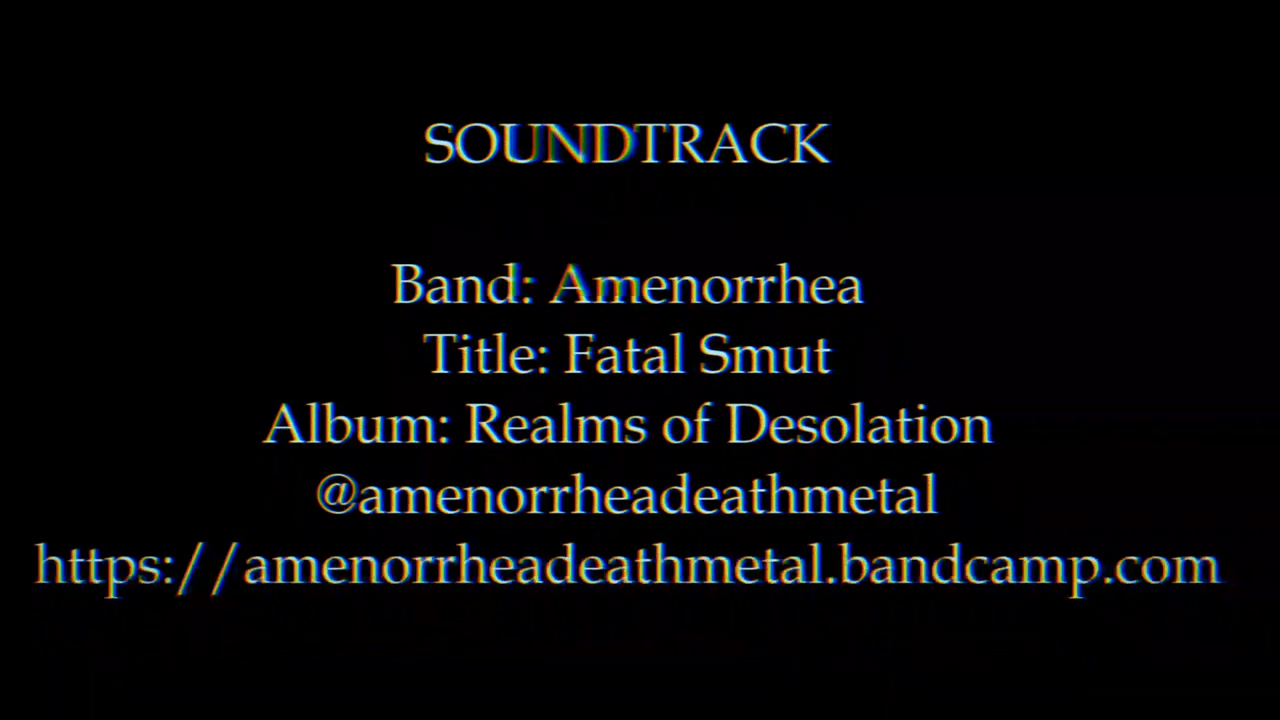 SOUNDTRACK
Band: Amenorrhea
Title: Fatal Smut
Album: Realms of Desolation
@amenorrheadeathmetal
https://amenorrheadeathmetal.bandcamp.com